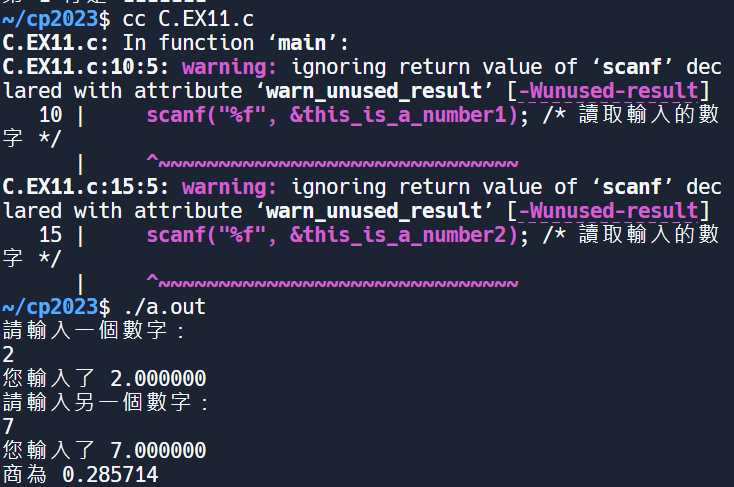 ~/cp2023$ cc C.EX11.c
C.EX11.c: In function ‘main’:
C.EX11.c:10:5: warning: ignoring return value of ‘scanf’ dec
lared with attribute ‘warn_unused_result’ [-Wunused-result]
   10 |     scanf("%f", &this_is_a_number1); /* 讀取輸入的數
字 */
      |     ^~~~~~~~~~~~~~~~~~~~~~~~~~~~~~~
C.EX11.c:15:5: warning: ignoring return value of ‘scanf’ dec
lared with attribute ‘warn_unused_result’ [-Wunused-result]
   15 |     scanf("%f", &this_is_a_number2); /* 讀取輸入的數
字 */
      |     ^~~~~~~~~~~~~~~~~~~~~~~~~~~~~~~
~/cp2023$ ./a.out
請輸入一個數字：
2
您輸入了 2.000000
請輸入另一個數字：
7
您輸入了 7.000000
商為 0.285714